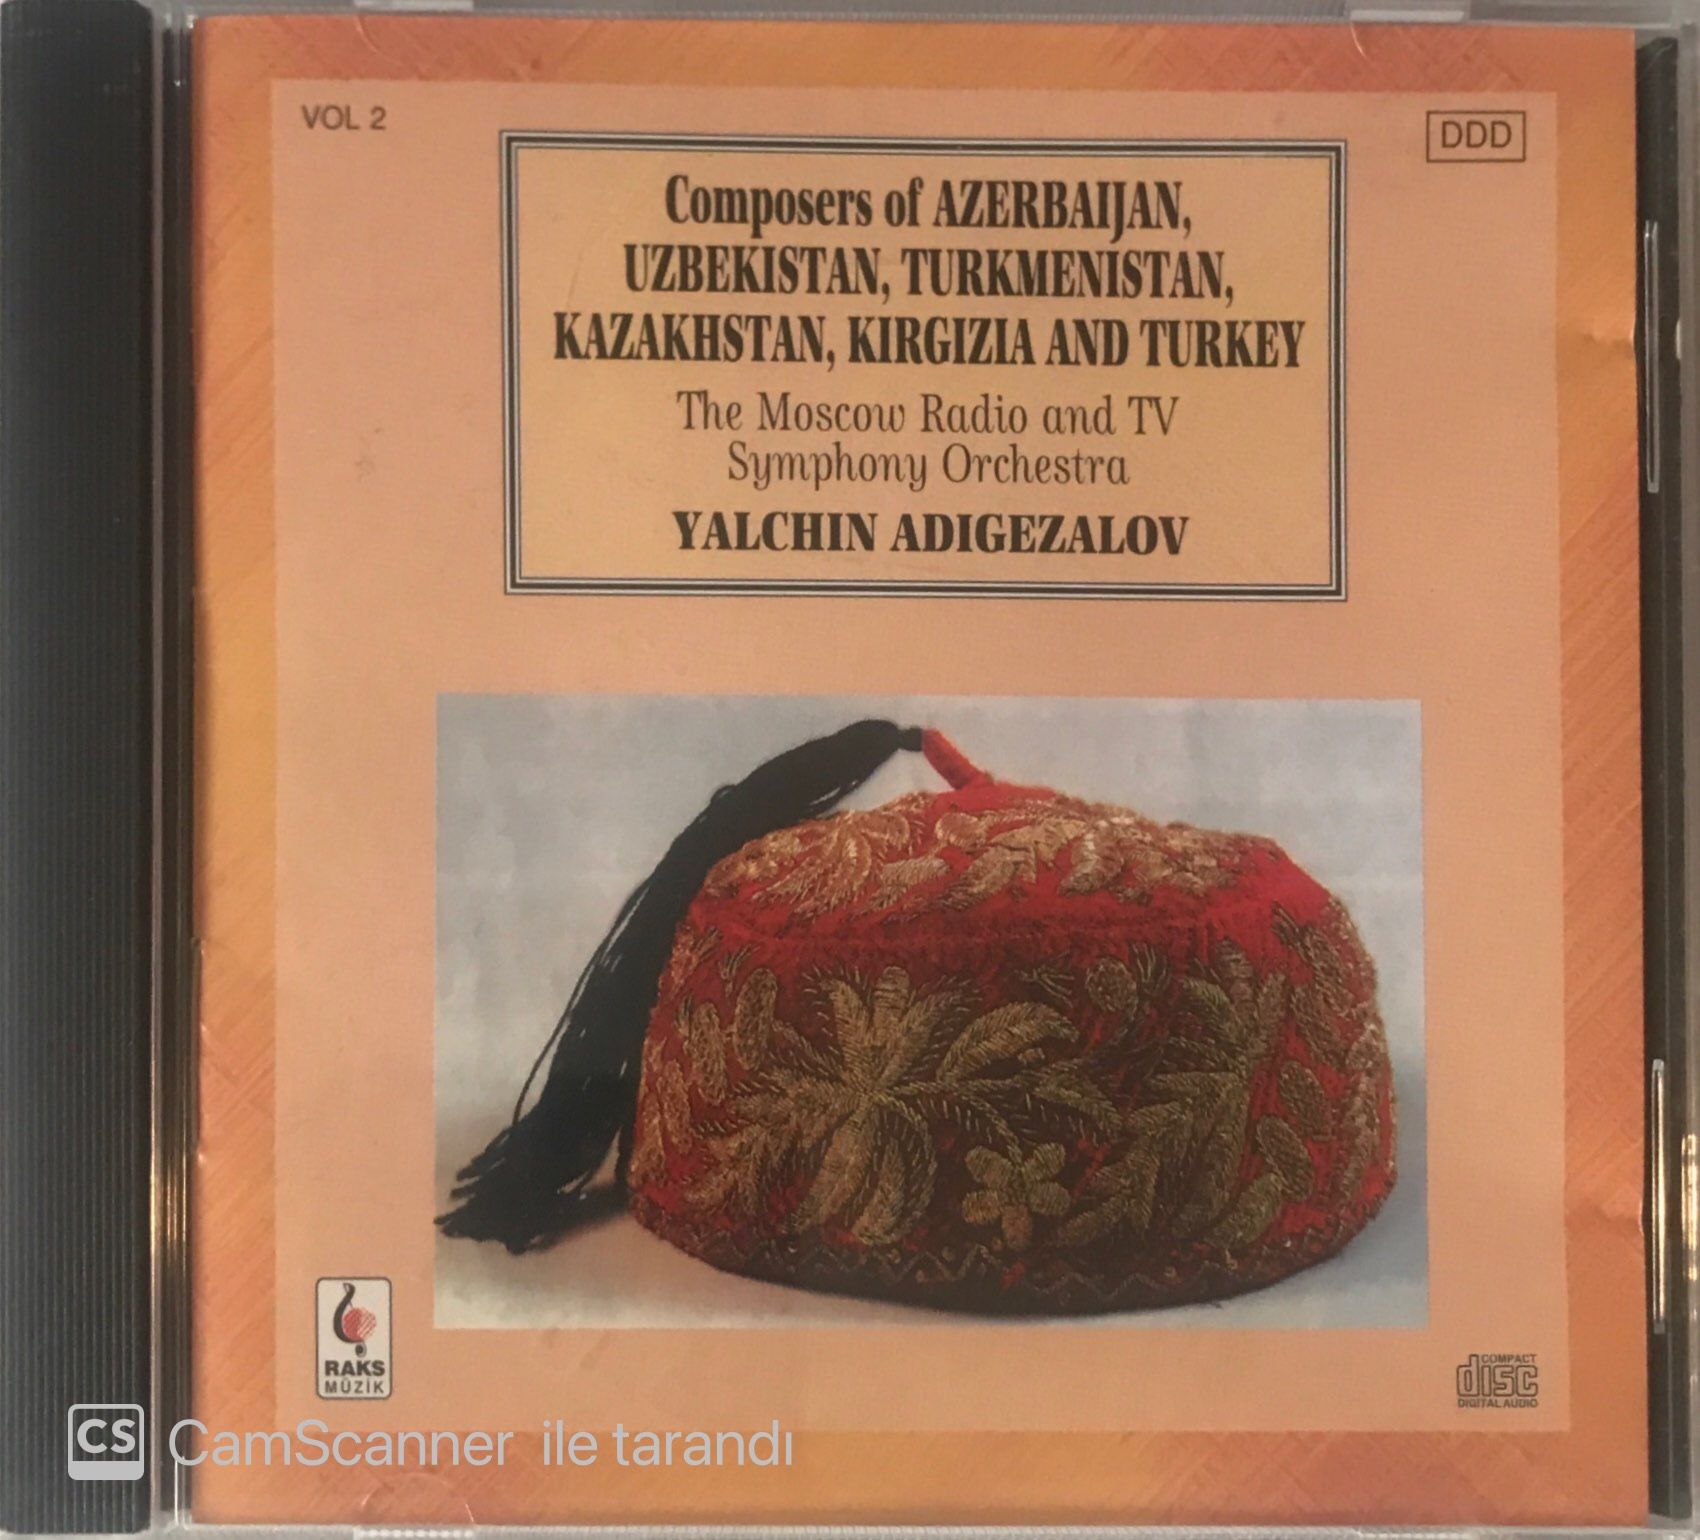 VOL 2
DDD
Composers of AZERBAIJAN,
UZBEKISTAN, TURKMENISTAN,
KAZAKHSTAN, KIRGIZIA AND TURKEY
The Moscow Radio and TV
Symphony Orchestra
YALCHIN ADIGEZALOV
RAKS
MÜZİK
COMPACT
disc
DIGITAL AUDIO
CS CamScanner ile tarandı